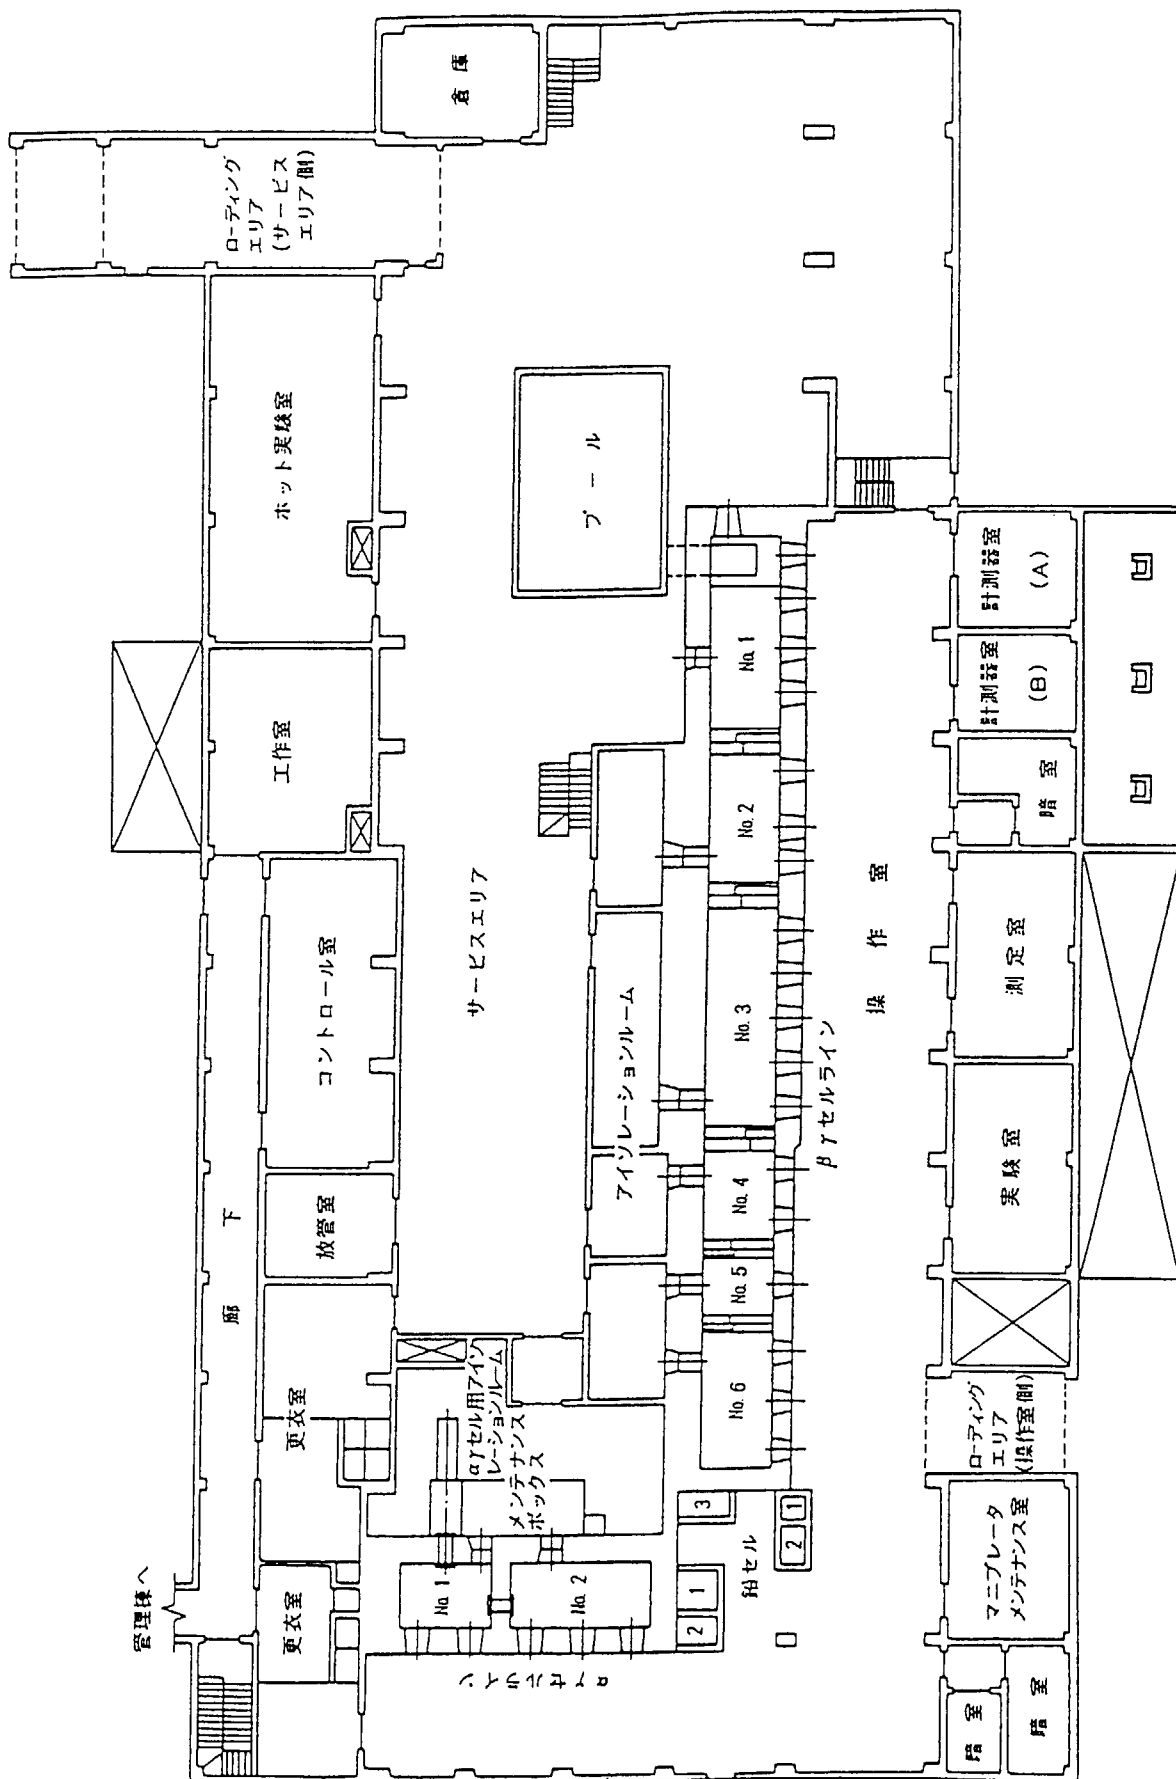 倉庫
ローディング
エリア
(サービス
エリア側)
ホット実験室
工作室
コントロール室
放管室
更衣室
更衣室
管理棟へ
廊下
サービスエリア
プール
アイソレーションルーム
αγセル用アイソ
レーションルーム
メンテナンス
ボックス
No.1
No.2
αγセルライン
No.1
No.2
No.3
No.4
No.5
No.6
βγセルライン
操作室
鉛セル
3
1
2
1
2
計測器室
(A)
計測器室
(B)
暗室
測定室
実験室
ローディング
エリア
(操作室側)
マニプレータ
メンテナンス室
暗室
暗室